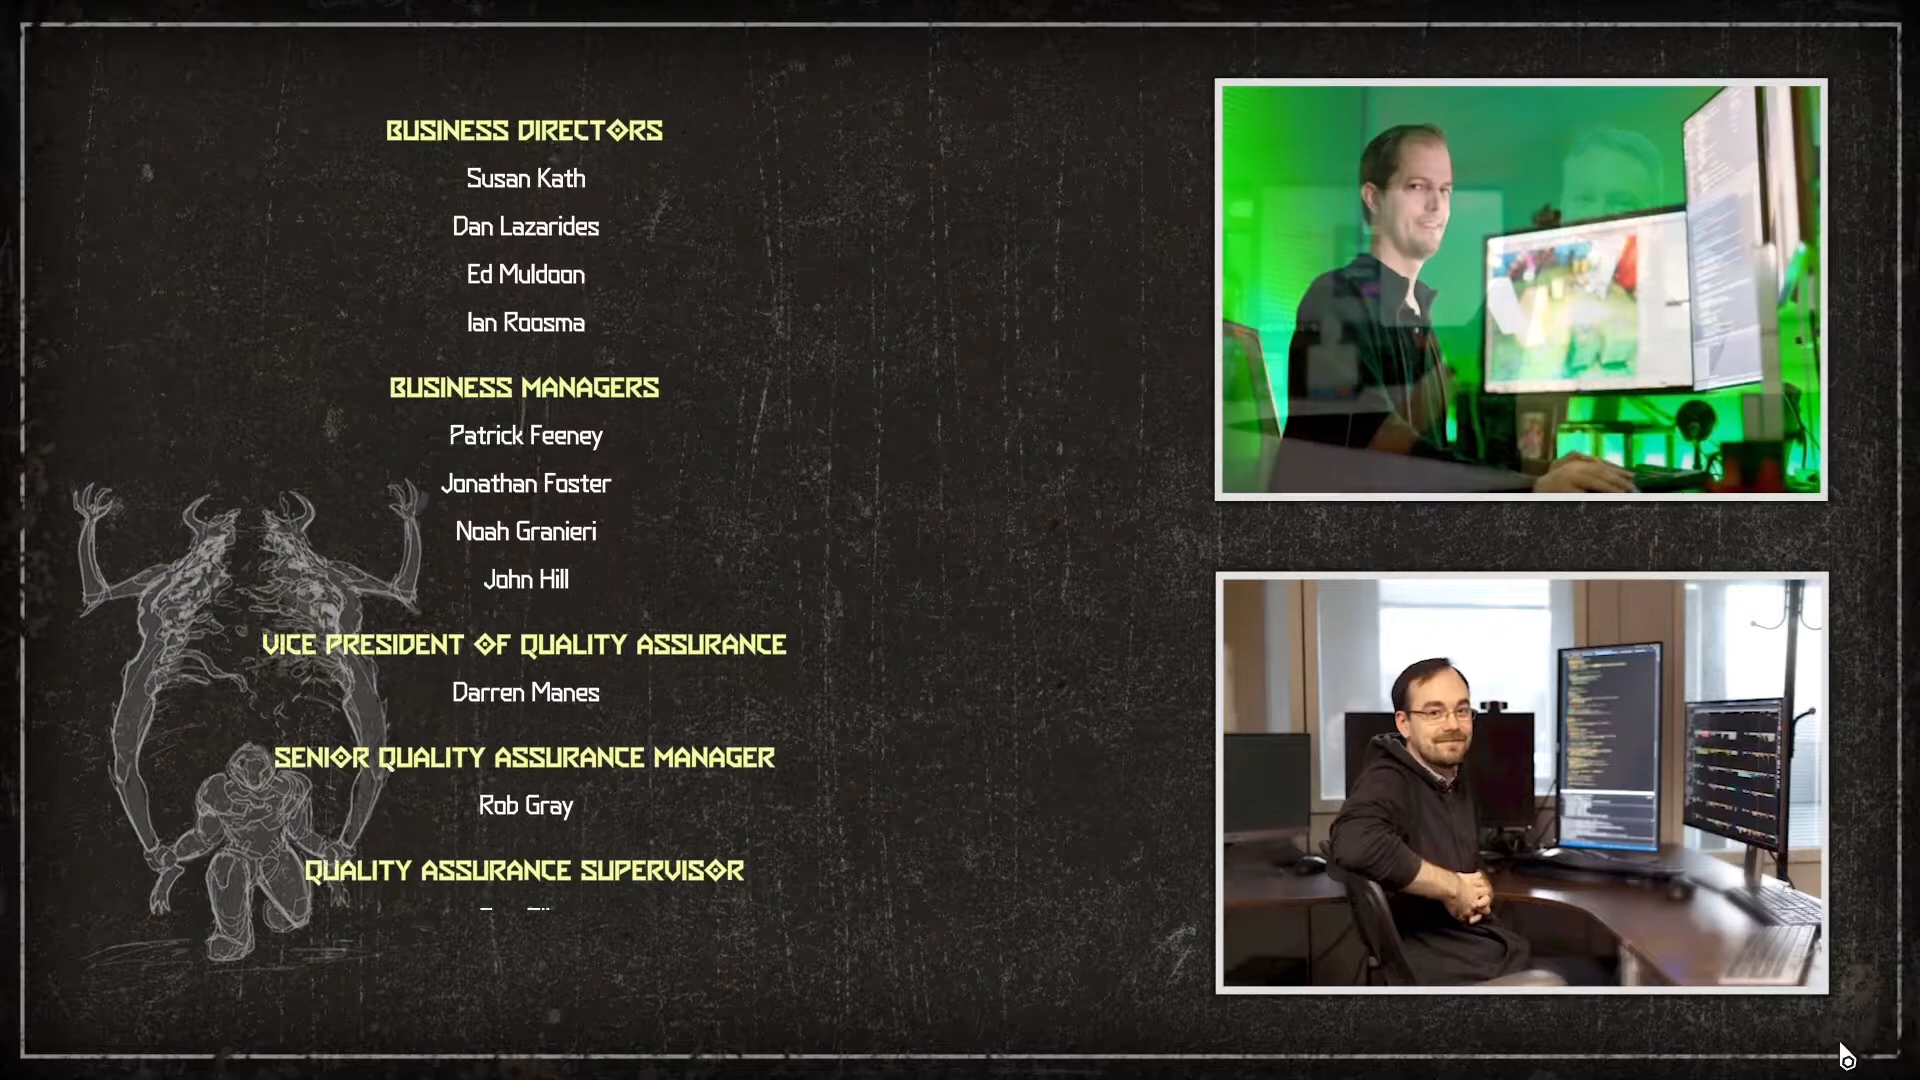 BUSINESS DIRECTORS
Susan Kath
Dan Lazarides
Ed Muldoon
Ian Roosma
BUSINESS MANAGERS
Patrick Feeney
Jonathan Foster
Noah Granieri
John Hill
VICE PRESIDENT OF QUALITY ASSURANCE
Darren Manes
SENIOR QUALITY ASSURANCE MANAGER
Rob Gray
QUALITY ASSURANCE SUPERVISOR